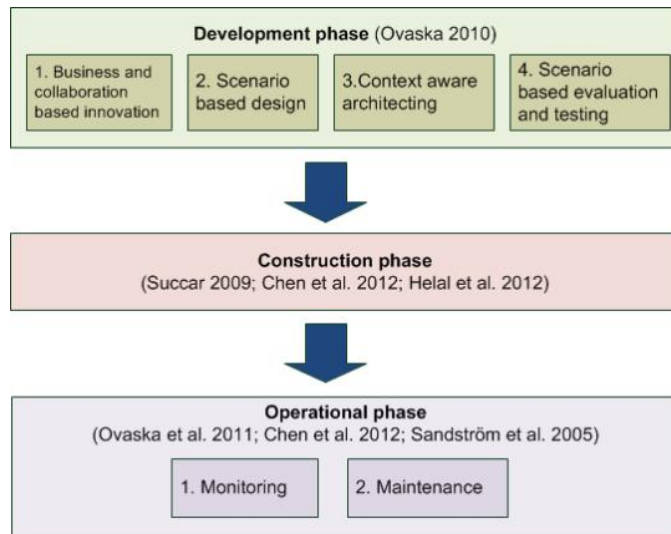 Development phase (Ovaska 2010)
1. Business and
collaboration
based innovation
2. Scenario
based design
3.Context aware
architecting
4. Scenario
based evaluation
and testing
Construction phase
(Succar 2009; Chen et al. 2012; Helal et al. 2012)
Operational phase
(Ovaska et al. 2011; Chen et al. 2012; Sandström et al. 2005)
1. Monitoring
2. Maintenance